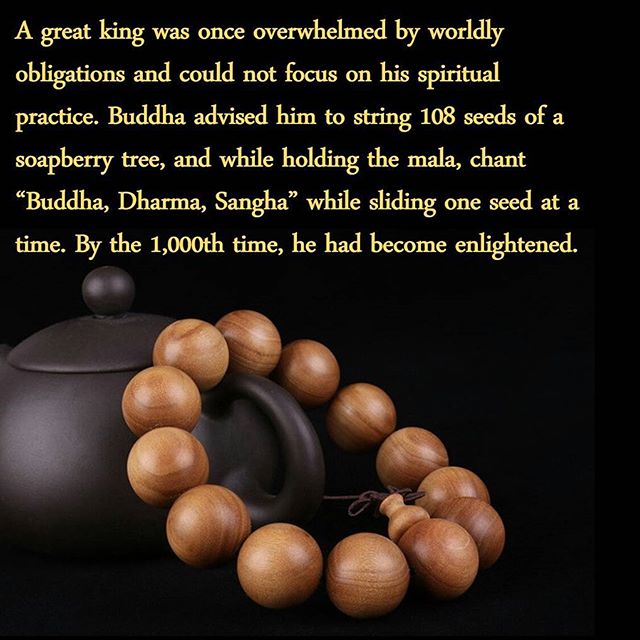 A great king was once overwhelmed by worldly
obligations and could not focus on his spiritual
practice. Buddha advised him to string 108 seeds of a
soapberry tree, and while holding the mala, chant
“Buddha, Dharma, Sangha” while sliding one seed at a
time. By the 1,000th time, he had become enlightened.